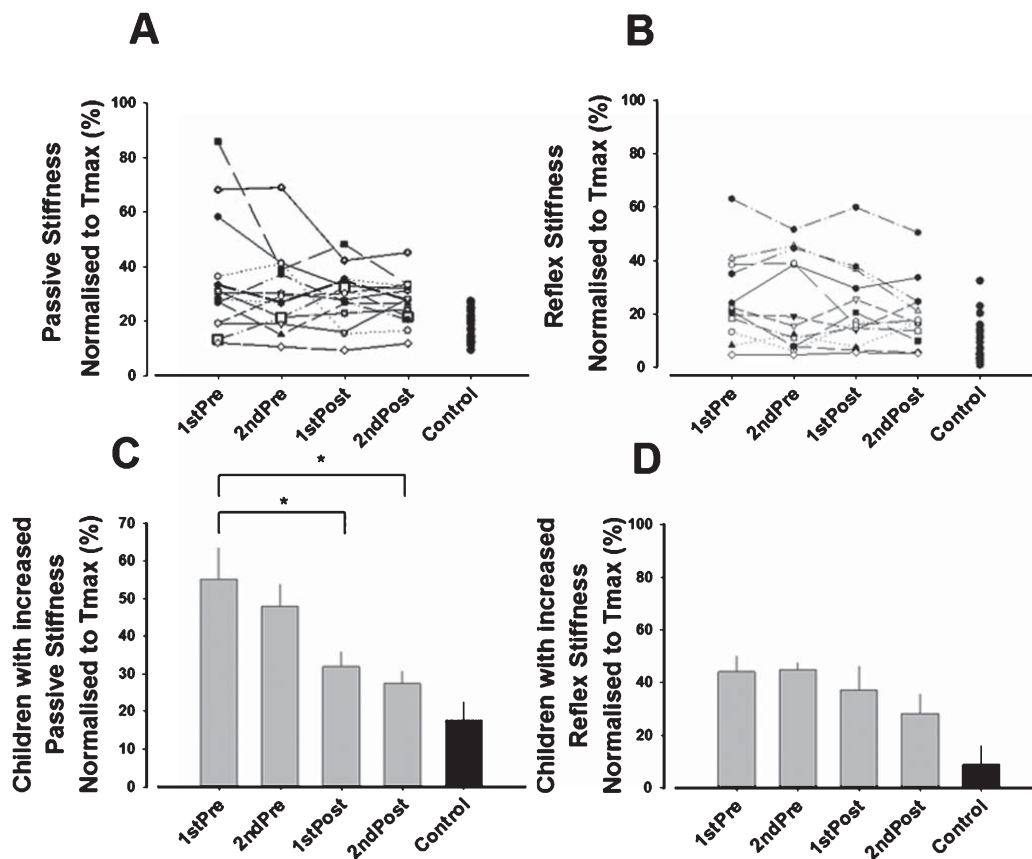 A
Passive Stiffness
Normalised to Tmax (%)
100
80
60
40
20
0
1stPre
2ndPre
1stPost
2ndPost
Control
B
Reflex Stiffness
Normalised to Tmax (%)
100
80
60
40
20
0
1stPre
2ndPre
1stPost
2ndPost
Control
C
Children with increased
Passive Stiffness
Normalised to Tmax (%)
70
60
50
40
30
20
10
0
*
*
1stPre
2ndPre
1stPost
2ndPost
Control
D
Children with increased
Reflex Stiffness
Normalised to Tmax (%)
100
80
60
40
20
0
1stPre
2ndPre
1stPost
2ndPost
Control